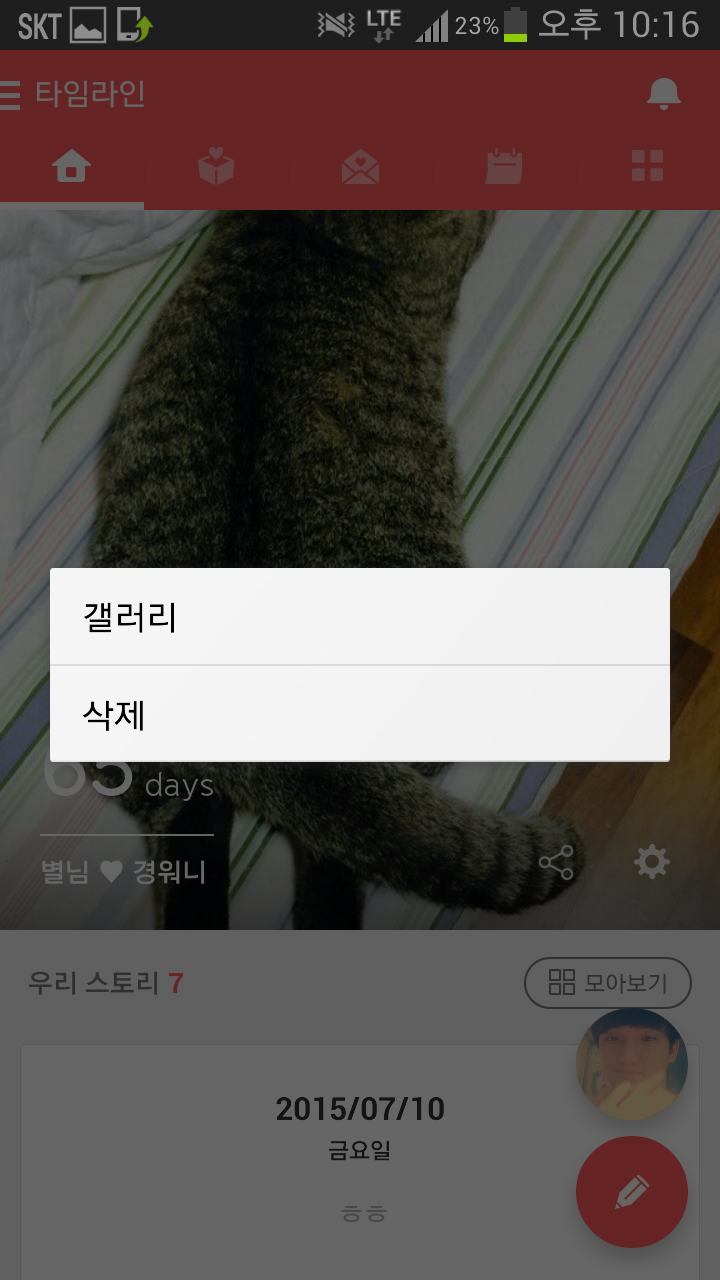 SKT LTE 23% 오후 10:16
타임라인
갤러리
삭제
65 days
별님 ♥ 경워니
우리 스토리 7
모아보기
2015/07/10
금요일
ㅎㅎ